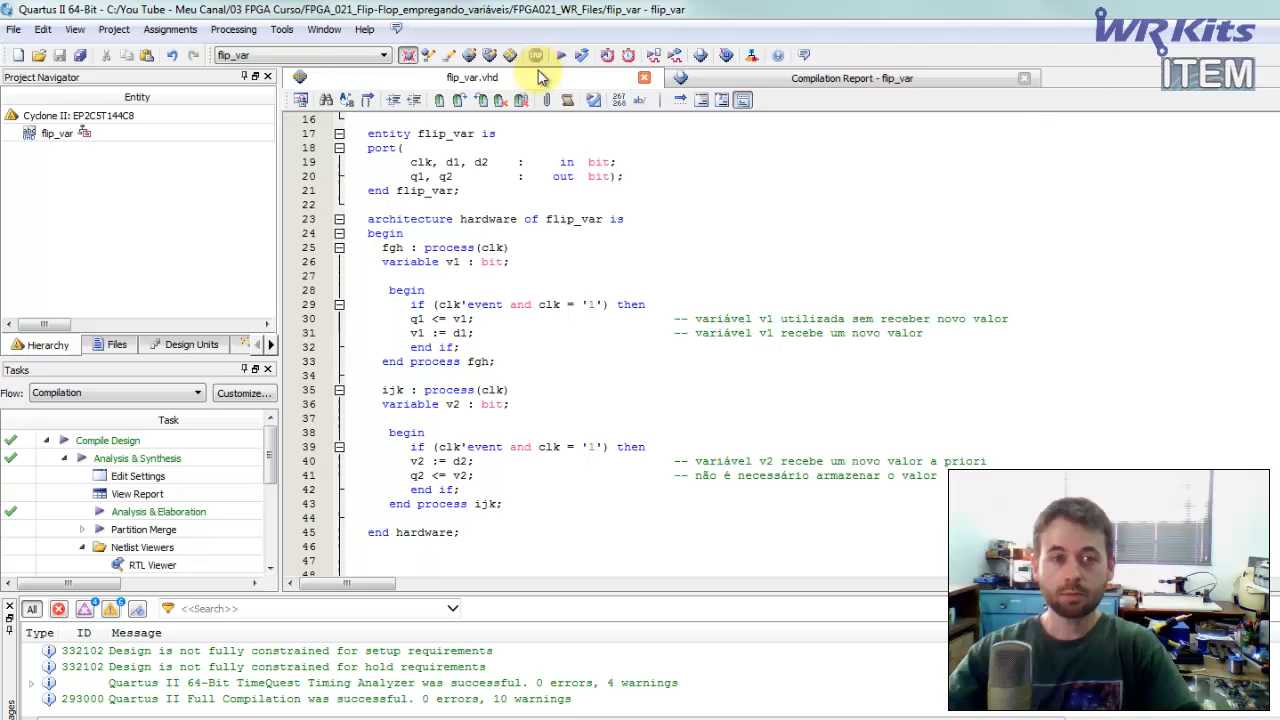 Quartus II 64-Bit - C:/You Tube - Meu Canal/03 FPGA Curso/FPGA_021_Flip-Flop_empregando_variáveis/FPGA021_WR_Files/flip_var - flip_var
File Edit View Project Assignments Processing Tools Window Help
WR Kits
ITEM
flip_var
STOP
Project Navigator
flip_var.vhd
Compilation Report - flip_var
Entity
Cyclone II: EP2C5T144C8
flip_var
267
268
ab/
16
17 entity flip_var is
18 port(
19 clk, d1, d2 : in bit;
20 q1, q2 : out bit);
21 end flip_var;
22
23 architecture hardware of flip_var is
24 begin
25 fgh : process(clk)
26 variable v1 : bit;
27
28 begin
29 if (clk'event and clk = '1') then
30 q1 <= v1; -- variável v1 utilizada sem receber novo valor
31 v1 := d1; -- variável v1 recebe um novo valor
32 end if;
33 end process fgh;
34
35 ijk : process(clk)
36 variable v2 : bit;
37
38 begin
39 if (clk'event and clk = '1') then
40 v2 := d2; -- variável v2 recebe um novo valor a priori
41 q2 <= v2; -- não é necessário armazenar o valor
42 end if;
43 end process ijk;
44
45 end hardware;
46
47
48
Hierarchy Files Design Units
Tasks
Flow: Compilation Customize...
Task
Compile Design
Analysis & Synthesis
Edit Settings
View Report
Analysis & Elaboration
Partition Merge
Netlist Viewers
RTL Viewer
All <<Search>>
Type ID Message
332102 Design is not fully constrained for setup requirements
332102 Design is not fully constrained for hold requirements
Quartus II 64-Bit TimeQuest Timing Analyzer was successful. 0 errors, 4 warnings
293000 Quartus II Full Compilation was successful. 0 errors, 10 warnings